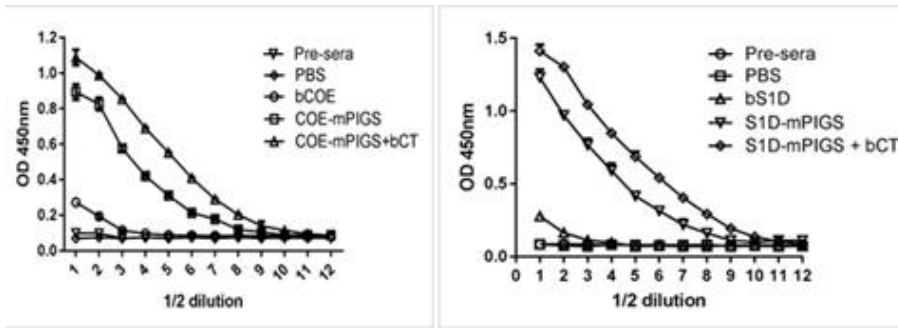 1.2
1.0
0.8
0.6
0.4
0.2
0.0
OD 450nm
Pre-sera
PBS
bCOE
COE-mPIGS
COE-mPIGS+bCT
1 2 3 4 5 6 7 8 9 10 11 12
1/2 dilution
1.5
1.0
0.5
0.0
OD 450nm
Pre-sera
PBS
bS1D
S1D-mPIGS
S1D-mPIGS + bCT
0 1 2 3 4 5 6 7 8 9 10 11 12
1/2 dilution